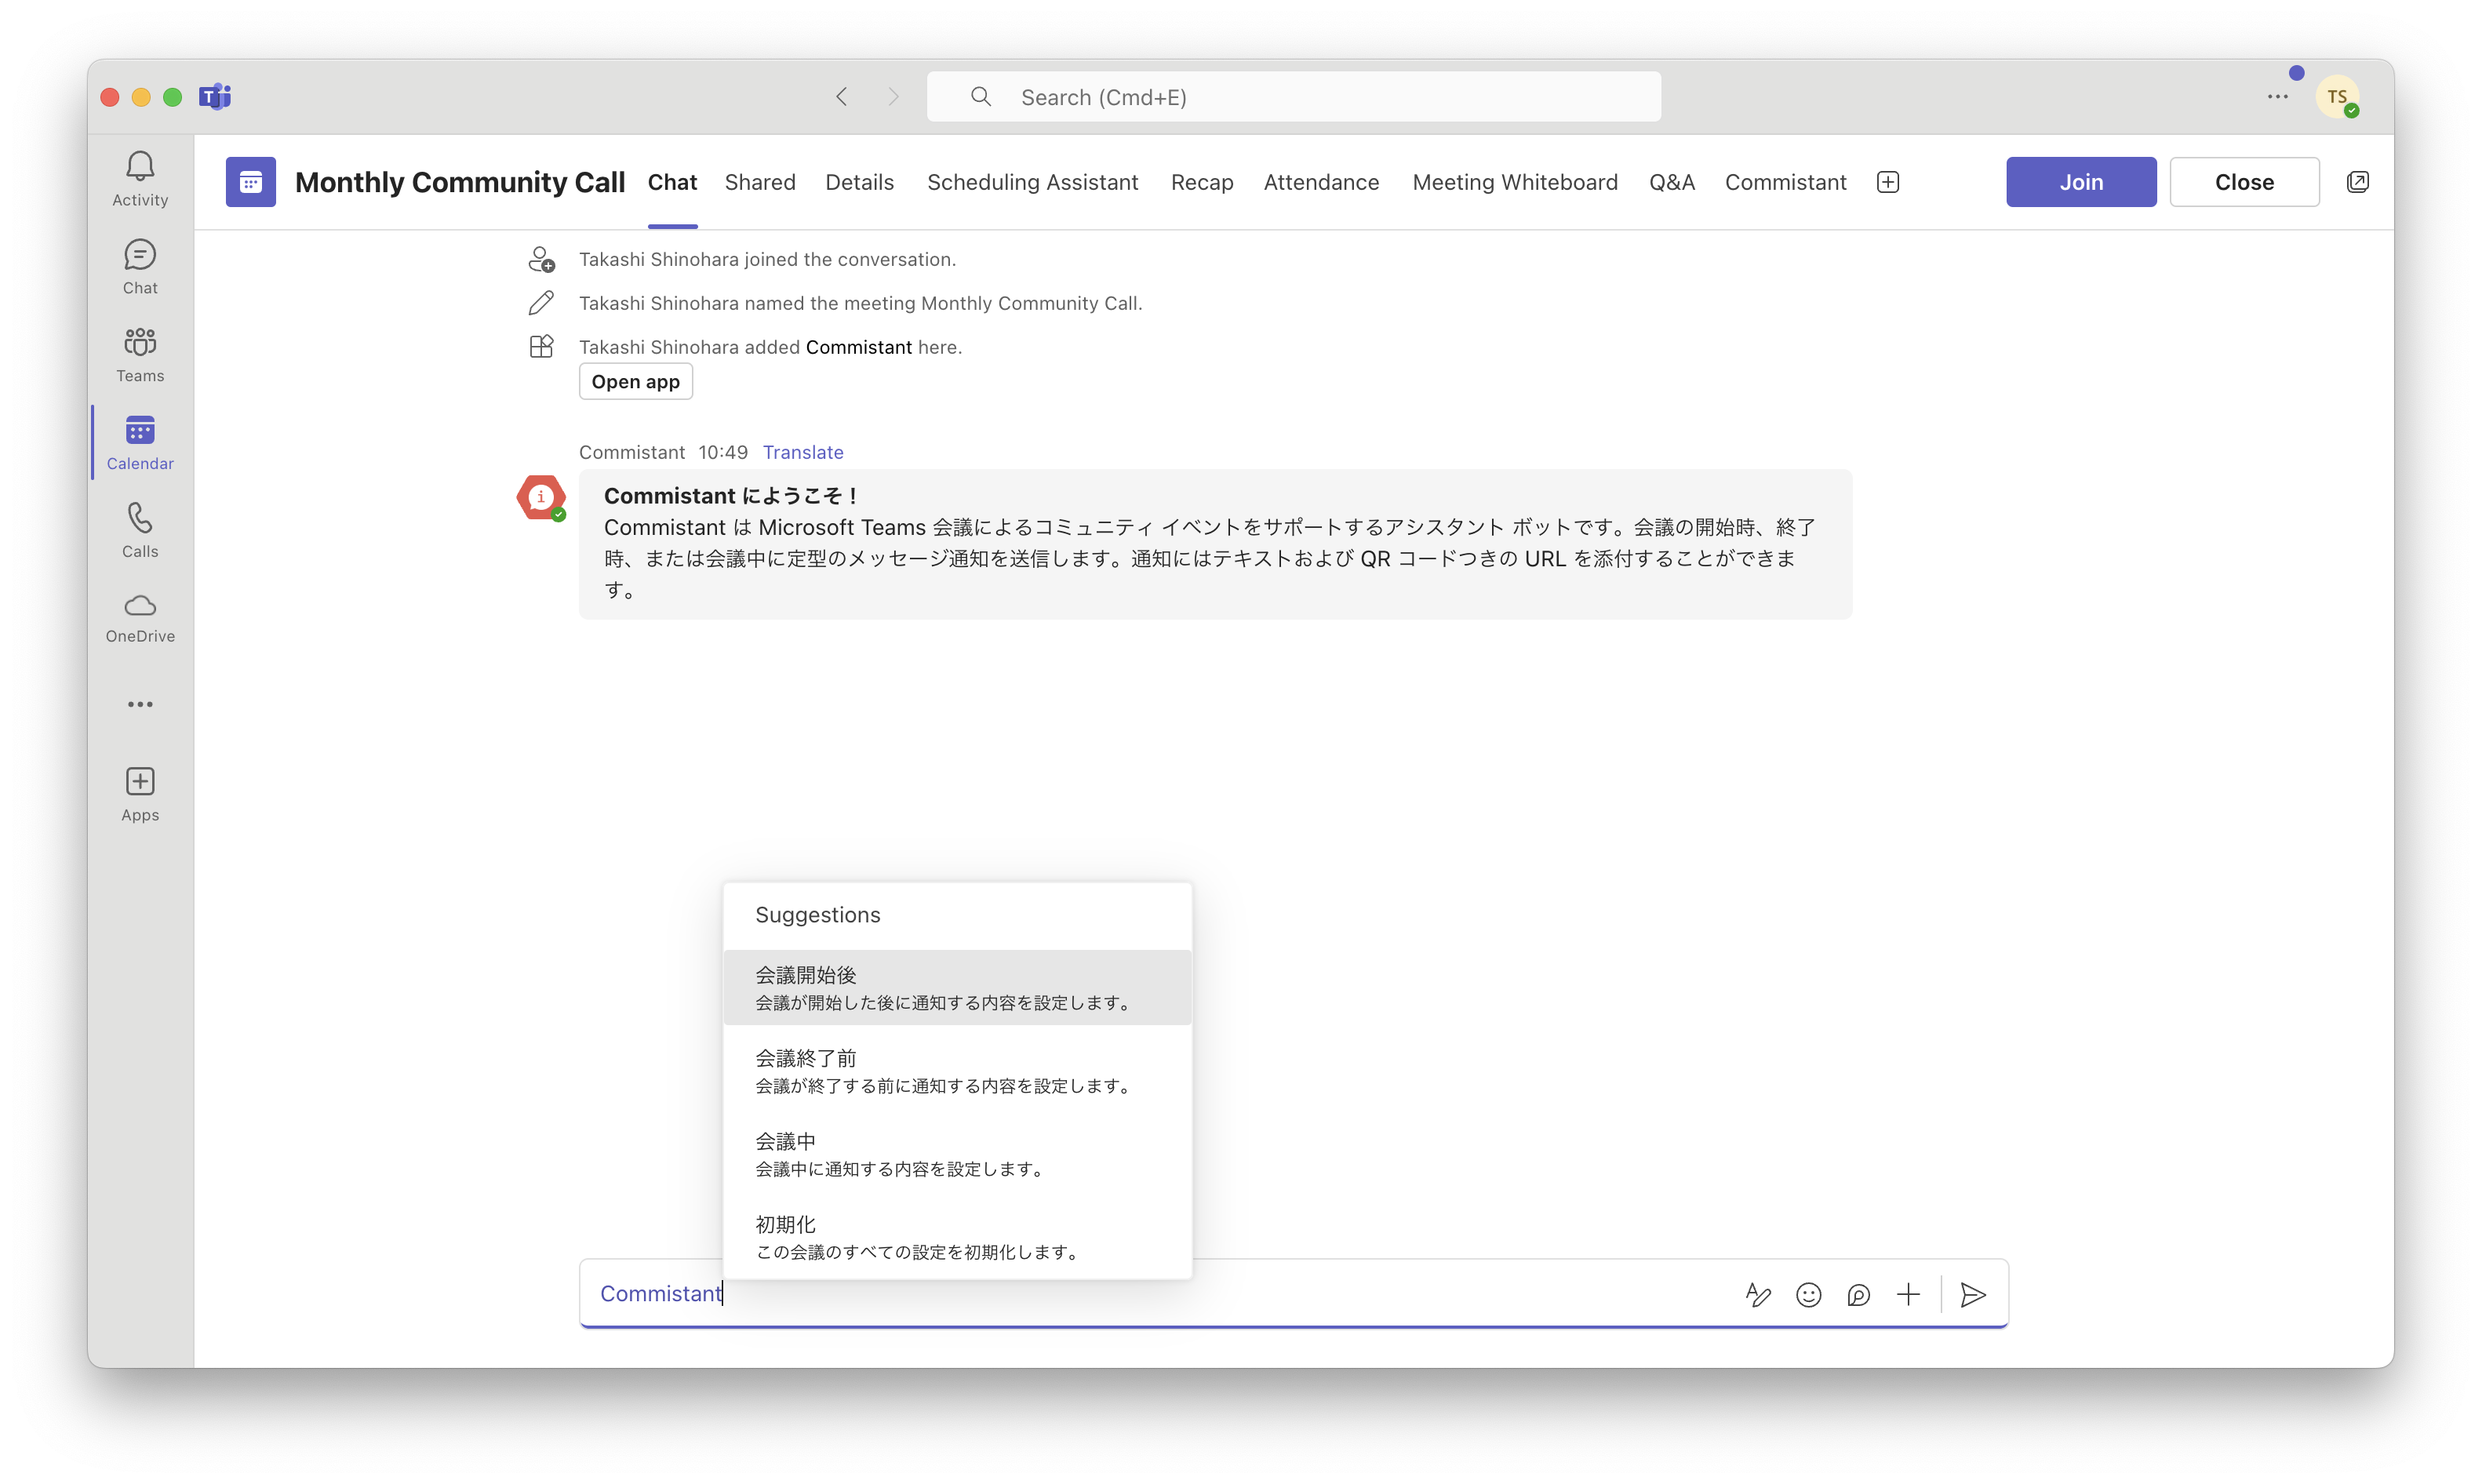 Search (Cmd+E)
TS
Activity
Chat
Teams
Calendar
Calls
OneDrive
Apps
Monthly Community Call
Chat
Shared
Details
Scheduling Assistant
Recap
Attendance
Meeting Whiteboard
Q&A
Commistant
Join
Close
Takashi Shinohara joined the conversation.
Takashi Shinohara named the meeting Monthly Community Call.
Takashi Shinohara added Commistant here.
Open app
Commistant 10:49 Translate
Commistant にようこそ！
Commistant は Microsoft Teams 会議によるコミュニティ イベントをサポートするアシスタント ボットです。会議の開始時、終了
時、または会議中に定型のメッセージ通知を送信します。通知にはテキストおよび QR コードつきの URL を添付することができま
す。
Suggestions
会議開始後
会議が開始した後に通知する内容を設定します。
会議終了前
会議が終了する前に通知する内容を設定します。
会議中
会議中に通知する内容を設定します。
初期化
この会議のすべての設定を初期化します。
Commistant